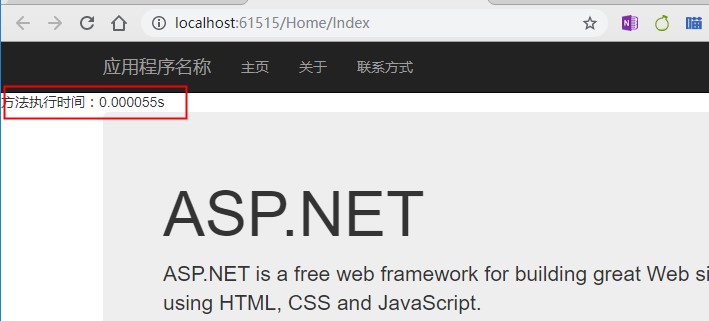 localhost:61515/Home/Index
应用程序名称 主页 关于 联系方式
方法执行时间：0.000055s
ASP.NET
ASP.NET is a free web framework for building great Web si
using HTML, CSS and JavaScript.